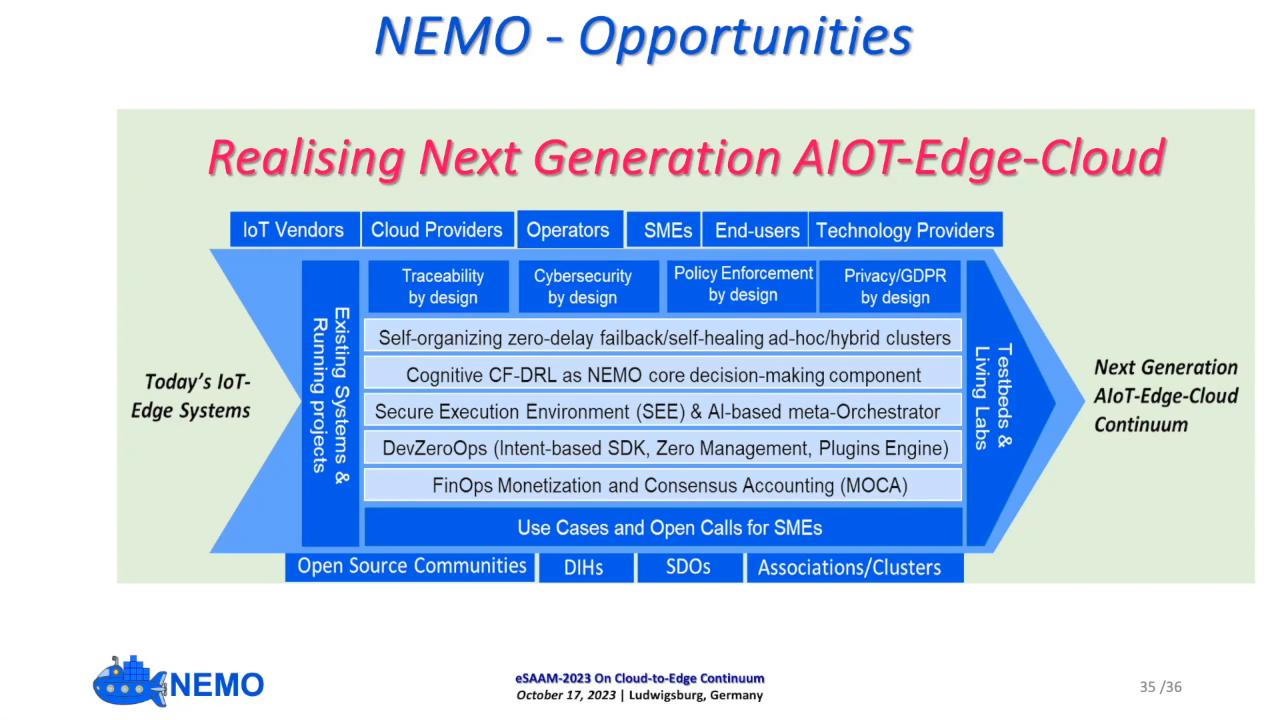 NEMO - Opportunities
Realising Next Generation AIOT-Edge-Cloud
IoT Vendors
Cloud Providers
Operators
SMEs
End-users
Technology Providers
Traceability
by design
Cybersecurity
by design
Policy Enforcement
by design
Privacy/GDPR
by design
Today's IoT-
Edge Systems
Existing Systems &
Running projects
Self-organizing zero-delay failback/self-healing ad-hoc/hybrid clusters
Cognitive CF-DRL as NEMO core decision-making component
Secure Execution Environment (SEE) & AI-based meta-Orchestrator
DevZeroOps (Intent-based SDK, Zero Management, Plugins Engine)
FinOps Monetization and Consensus Accounting (MOCA)
Use Cases and Open Calls for SMEs
Testbeds &
Living Labs
Next Generation
AIoT-Edge-Cloud
Continuum
Open Source Communities
DIHs
SDOs
Associations/Clusters
NEMO
eSAAM-2023 On Cloud-to-Edge Continuum
October 17, 2023 | Ludwigsburg, Germany
35 /36